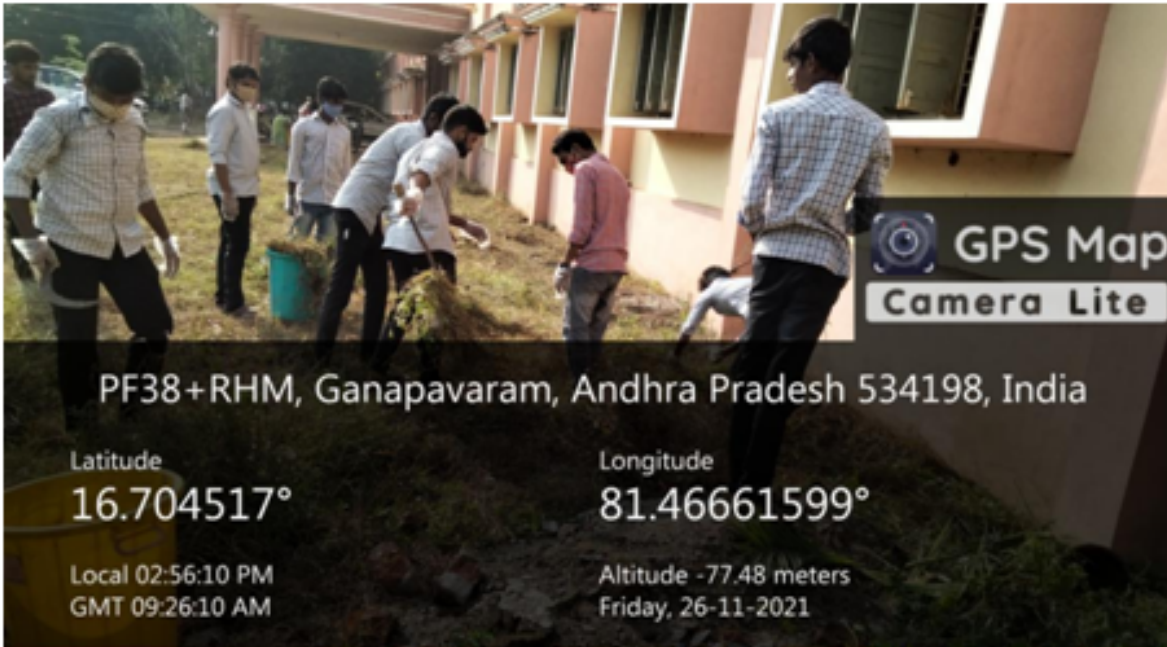 GPS Map
Camera Lite
PF38+RHM, Ganapavaram, Andhra Pradesh 534198, India
Latitude
16.704517°
Longitude
81.46661599°
Local 02:56:10 PM
GMT 09:26:10 AM
Altitude -77.48 meters
Friday, 26-11-2021